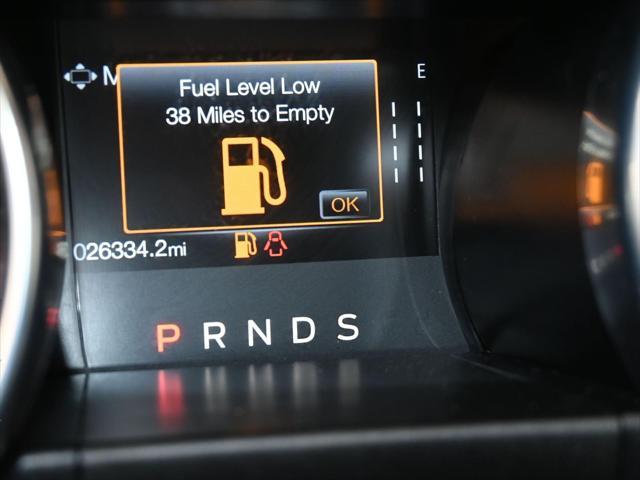 M
E
Fuel Level Low
38 Miles to Empty
OK
026334.2mi
P R N D S